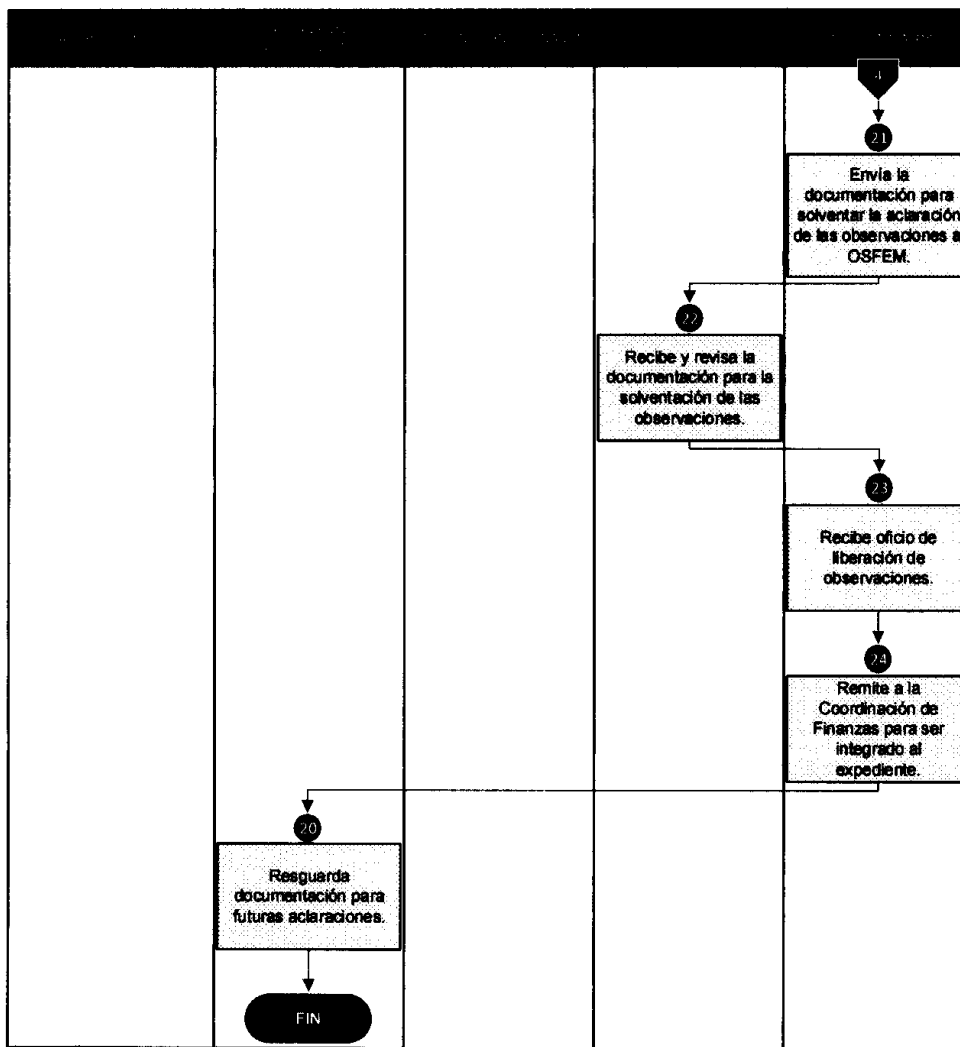 4
21
Envía la
documentación para
solventar la aclaración
de las observaciones a
OSFEM.
22
Recibe y revisa la
documentación para la
solventación de las
observaciones.
23
Recibe oficio de
liberación de
observaciones.
24
Remite a la
Coordinación de
Finanzas para ser
integrado al
expediente.
20
Resguarda
documentación para
futuras aclaraciones.
FIN